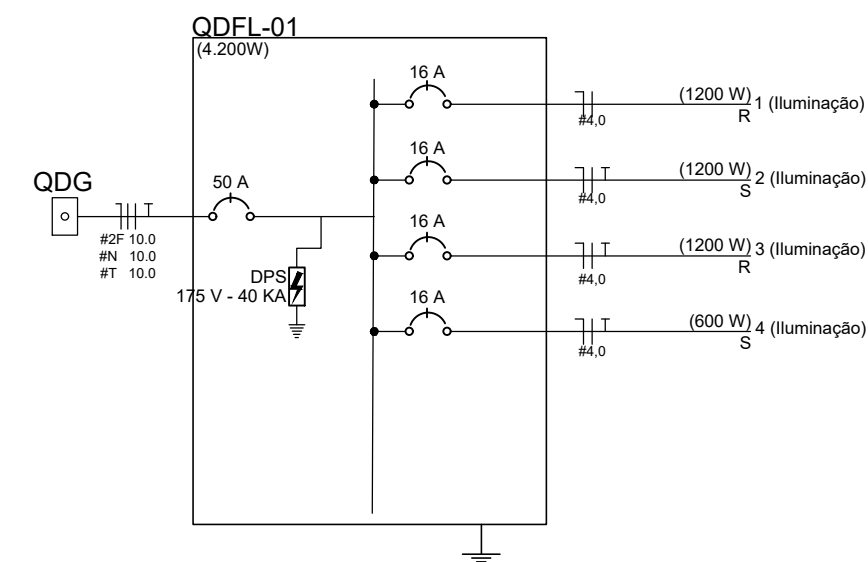 QDFL-01
(4.200W)
QDG
#2F 10.0
#N 10.0
#T 10.0
50 A
DPS
175 V - 40 KA
16 A
#4,0
(1200 W)
R
1 (Iluminação)
16 A
#4,0
(1200 W)
S
2 (Iluminação)
16 A
#4,0
(1200 W)
R
3 (Iluminação)
16 A
#4,0
(600 W)
S
4 (Iluminação)